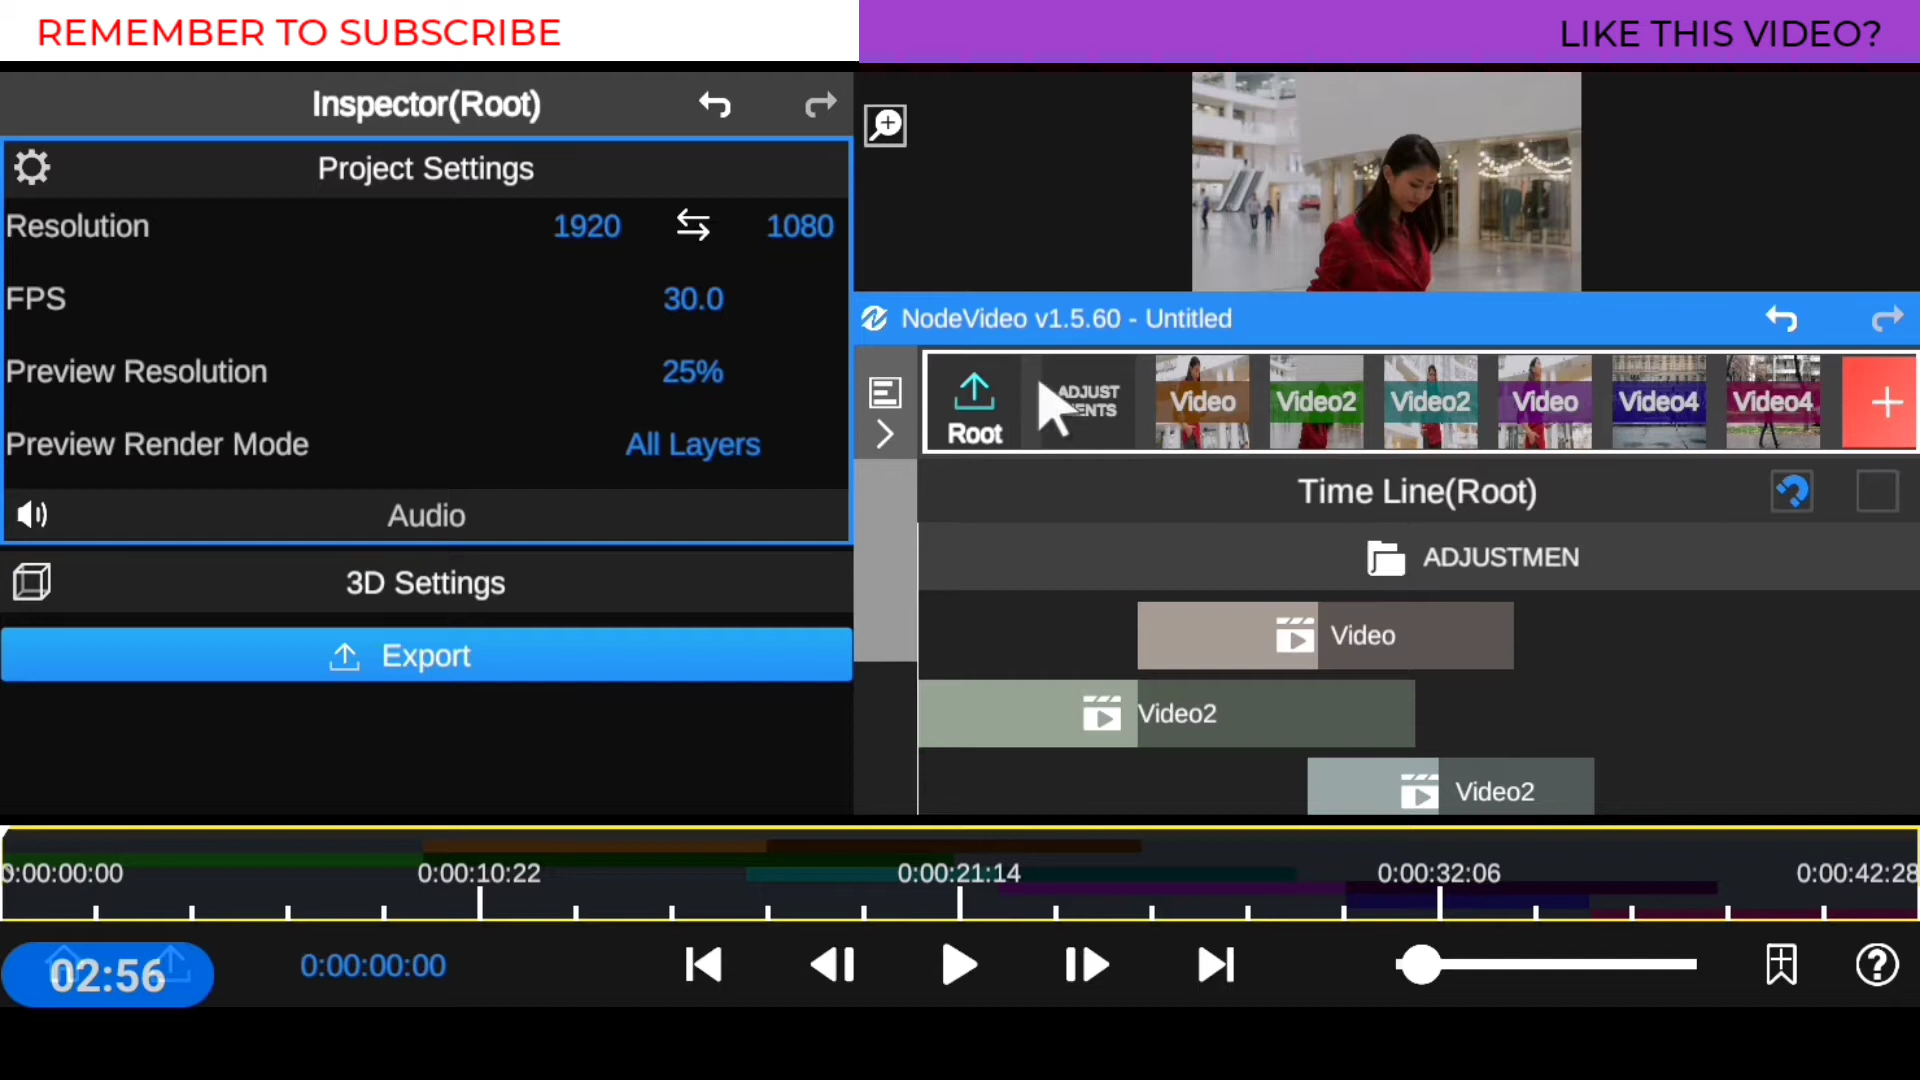 REMEMBER TO SUBSCRIBE
LIKE THIS VIDEO?
Inspector(Root)
Project Settings
Resolution 1920 1080
FPS 30.0
Preview Resolution 25%
Preview Render Mode All Layers
Audio
3D Settings
Export
NodeVideo v1.5.60 - Untitled
Root
ADJUST
ENTS
Video
Video2
Video2
Video
Video4
Video4
Time Line(Root)
ADJUSTMEN
Video
Video2
Video2
0:00:00:00 0:00:10:22 0:00:21:14 0:00:32:06 0:00:42:28
02:56
0:00:00:00